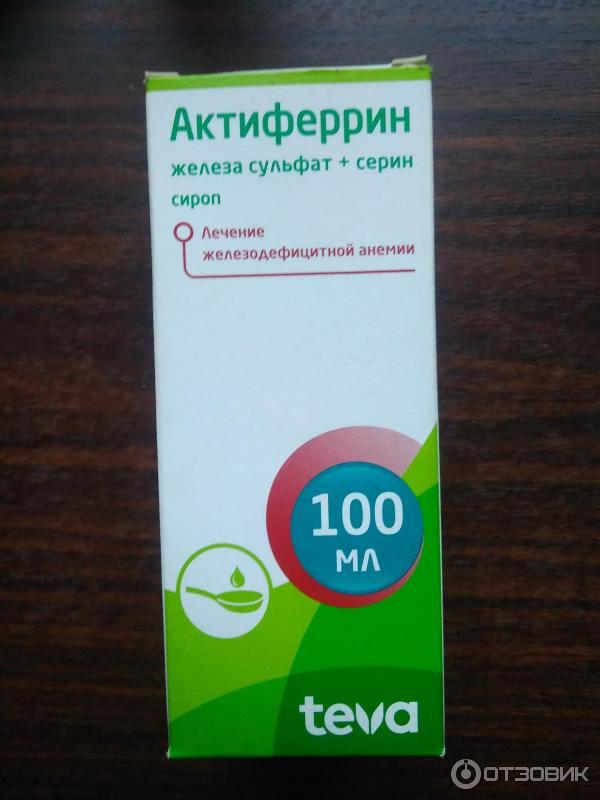 Актиферрин
железа сульфат + серин
сироп
Лечение
железодефицитной анемии
100
мл
teva
ОТЗОВИК